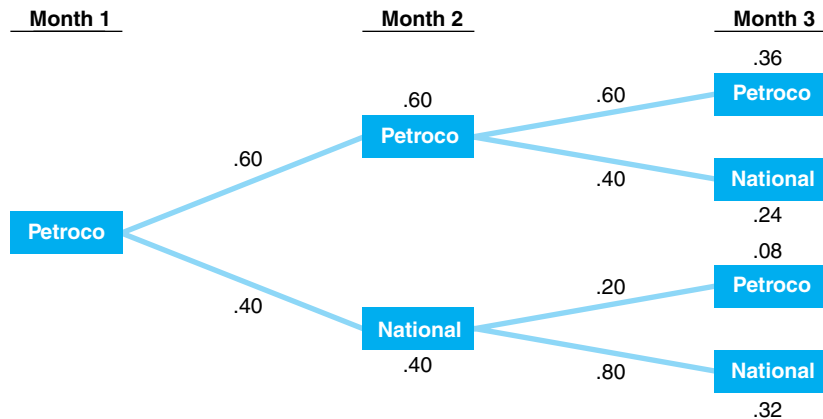 Month 1 Month 2 Month 3
.36
.60 .60 Petroco
Petroco
.60
.40 National
.24
Petroco
.08
.40 .20 Petroco
National
.40 .80 National
.32